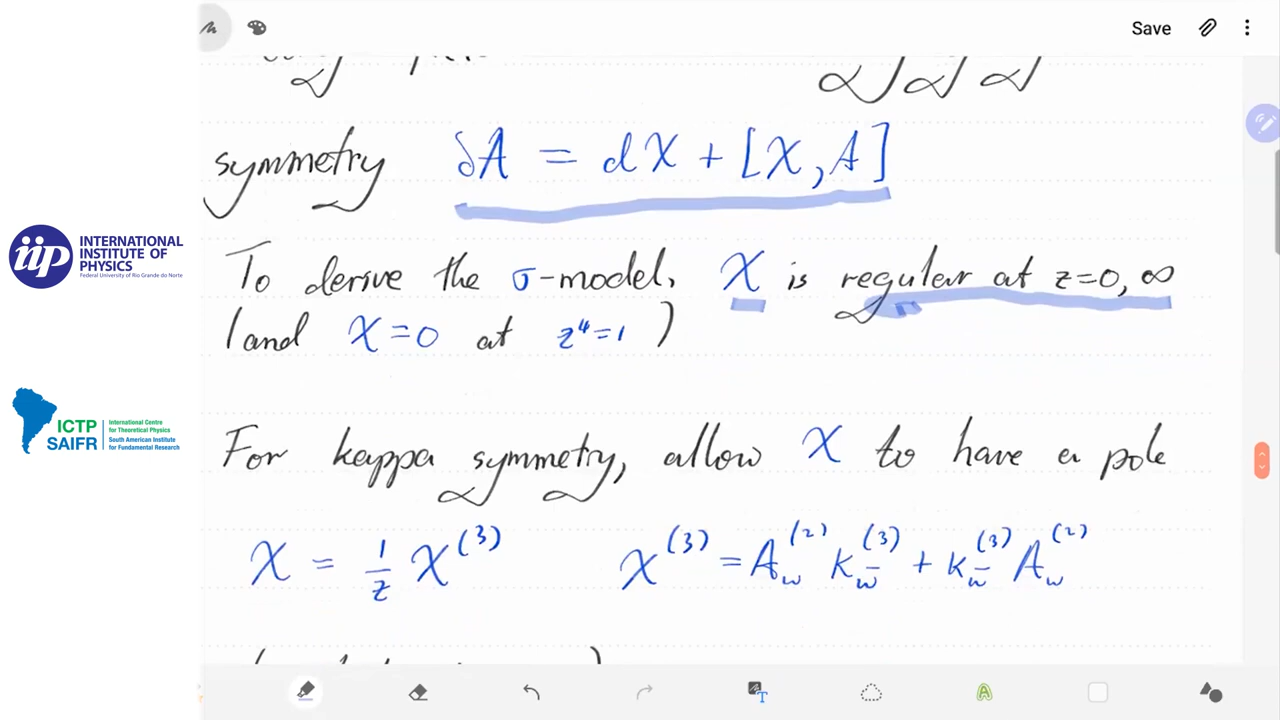 Save
symmetry δA = dX + [X, A]
To derive the σ-model, X is regular at z=0, ∞
(and X=0 at z⁴=1)
For kappa symmetry, allow X to have a pole
X = 1/z X⁽³⁾ X⁽³⁾ = A_w⁽²⁾ K_w̄⁽³⁾ + K_w̄⁽³⁾ A_w⁽²⁾
iip INTERNATIONAL
INSTITUTE OF
PHYSICS
Federal University of Rio Grande do Norte
ICTP
SAIFR
International Centre
for Theoretical Physics
South American Institute
for Fundamental Research
T
A